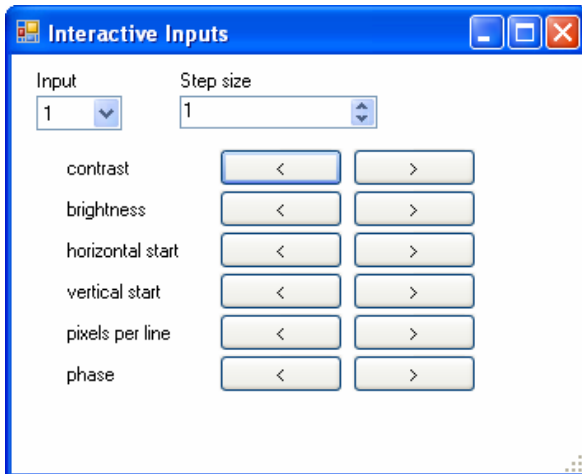 Interactive Inputs
Input Step size
1 1
contrast < >
brightness < >
horizontal start < >
vertical start < >
pixels per line < >
phase < >